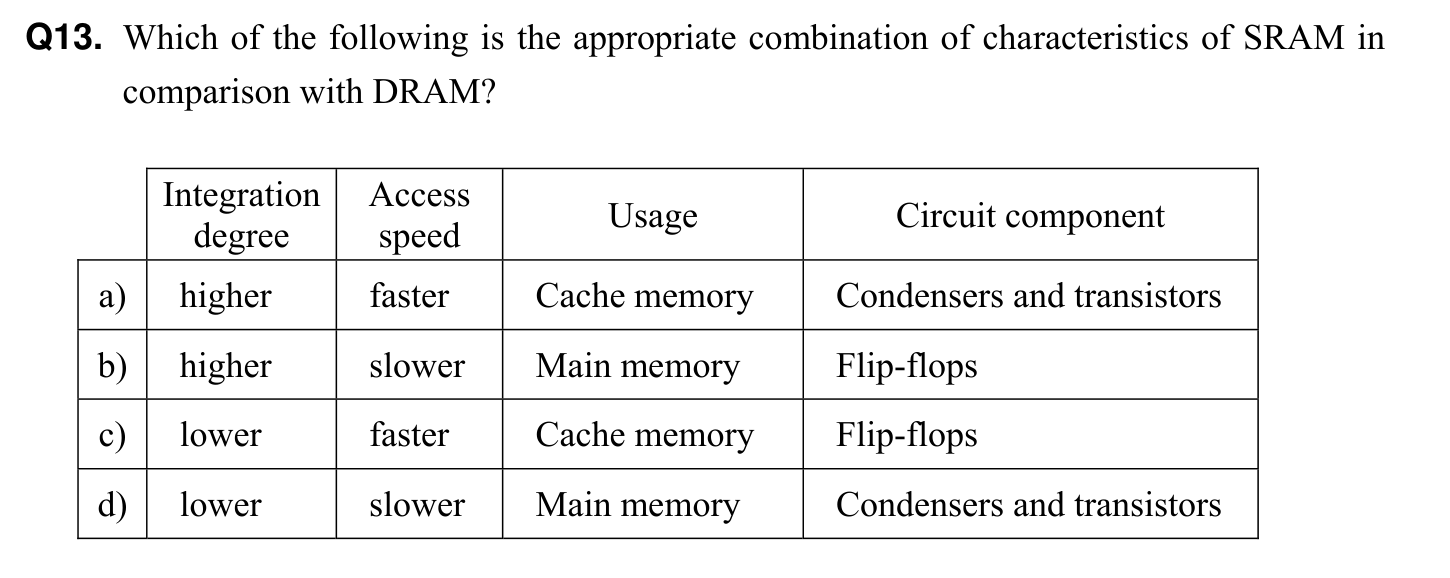 Q13. Which of the following is the appropriate combination of characteristics of SRAM in
comparison with DRAM?
Integration degree Access speed Usage Circuit component
a) higher faster Cache memory Condensers and transistors
b) higher slower Main memory Flip-flops
c) lower faster Cache memory Flip-flops
d) lower slower Main memory Condensers and transistors